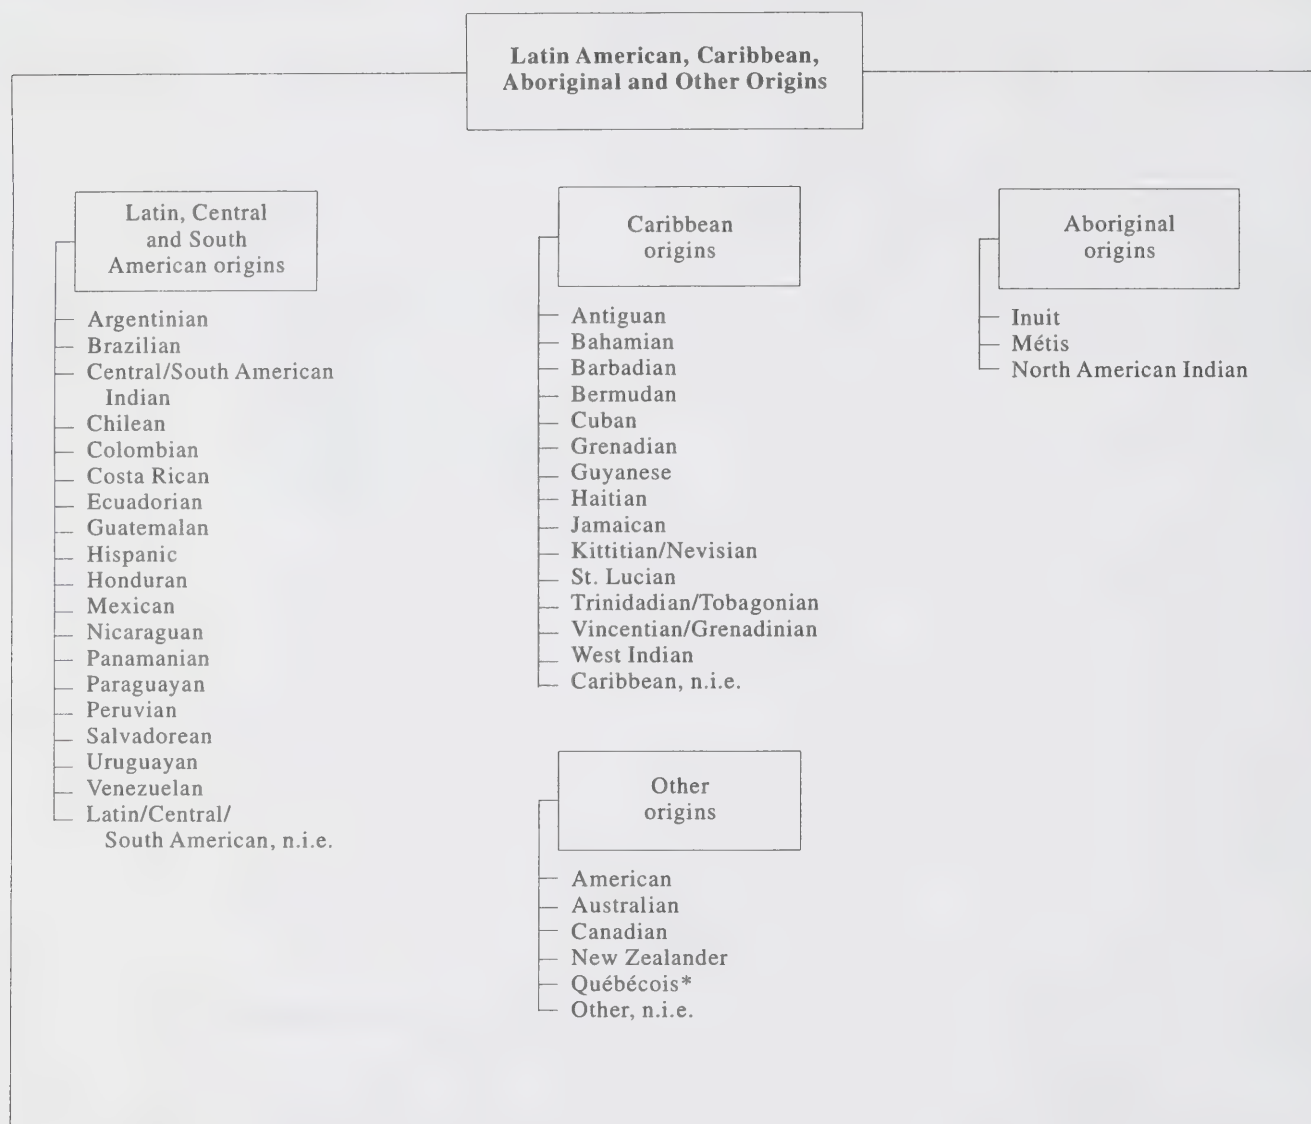 Latin American, Caribbean,
Aboriginal and Other Origins
Latin, Central
and South
American origins
Argentinian
Brazilian
Central/South American
Indian
Chilean
Colombian
Costa Rican
Ecuadorian
Guatemalan
Hispanic
Honduran
Mexican
Nicaraguan
Panamanian
Paraguayan
Peruvian
Salvadorean
Uruguayan
Venezuelan
Latin/Central/
South American, n.i.e.
Caribbean
origins
Antiguan
Bahamian
Barbadian
Bermudan
Cuban
Grenadian
Guyanese
Haitian
Jamaican
Kittitian/Nevisian
St. Lucian
Trinidadian/Tobagonian
Vincentian/Grenadinian
West Indian
Caribbean, n.i.e.
Other
origins
American
Australian
Canadian
New Zealander
Québécois*
Other, n.i.e.
Aboriginal
origins
Inuit
Métis
North American Indian